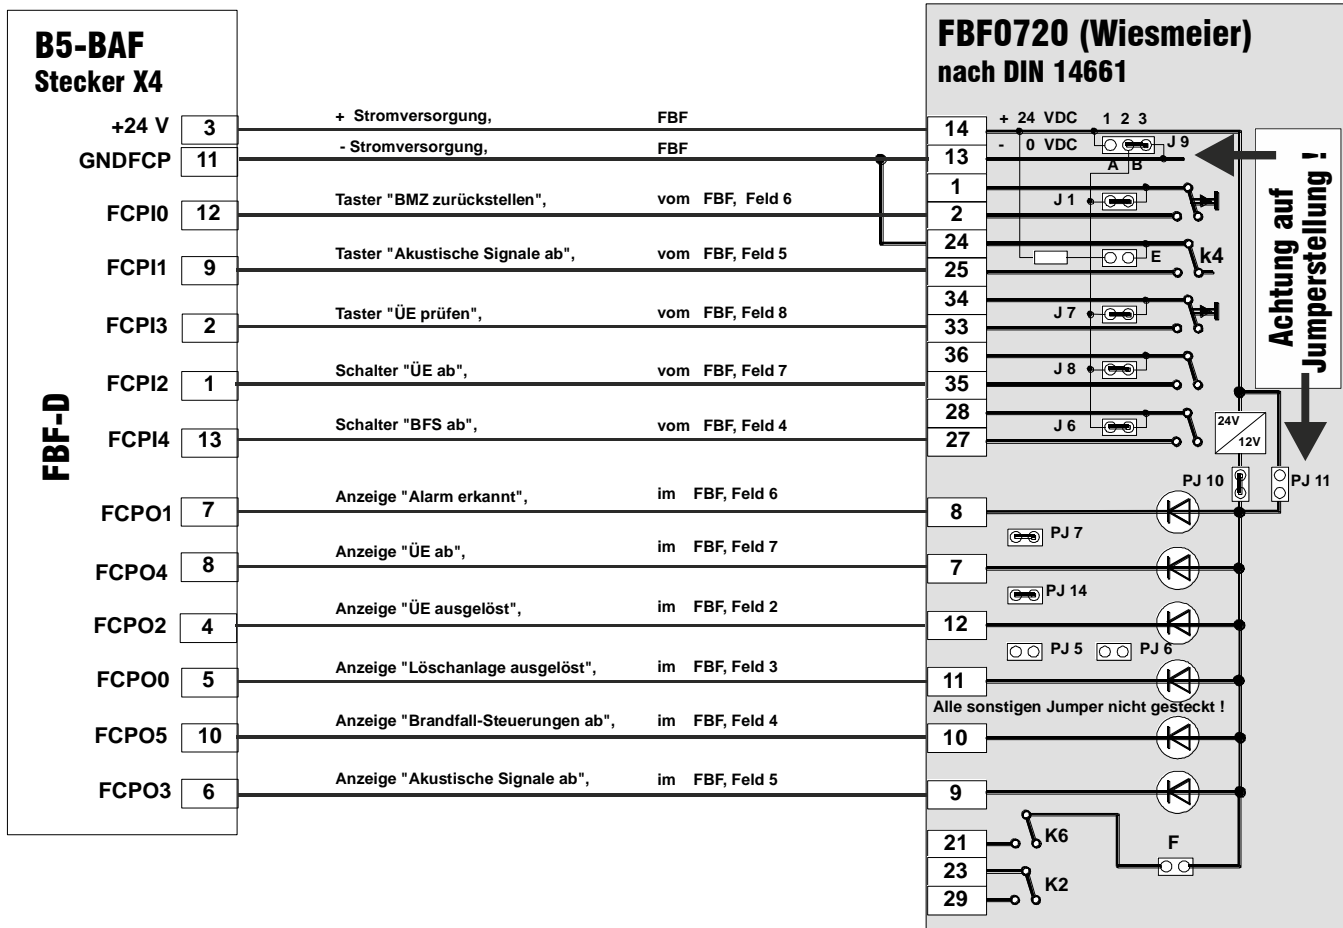 B5-BAF
Stecker X4
FBF0720 (Wiesmeier)
nach DIN 14661
+24 V 3 + Stromversorgung, FBF 14 + 24 VDC 1 2 3
GNDFCP 11 - Stromversorgung, FBF 13 - 0 VDC J 9
A B
FCPI0 12 Taster "BMZ zurückstellen", vom FBF, Feld 6 1 J 1
2
24 E k4
FCPI1 9 Taster "Akustische Signale ab", vom FBF, Feld 5 25
34 J 7
FCPI3 2 Taster "ÜE prüfen", vom FBF, Feld 8 33
36 J 8
FCPI2 1 Schalter "ÜE ab", vom FBF, Feld 7 35
28 J 6
FCPI4 13 Schalter "BFS ab", vom FBF, Feld 4 27
FBF-D
Achtung auf
Jumperstellung !
24V
12V
PJ 10 PJ 11
FCPO1 7 Anzeige "Alarm erkannt", im FBF, Feld 6 8
PJ 7
FCPO4 8 Anzeige "ÜE ab", im FBF, Feld 7 7
PJ 14
FCPO2 4 Anzeige "ÜE ausgelöst", im FBF, Feld 2 12
PJ 5 PJ 6
FCPO0 5 Anzeige "Löschanlage ausgelöst", im FBF, Feld 3 11
Alle sonstigen Jumper nicht gesteckt !
FCPO5 10 Anzeige "Brandfall-Steuerungen ab", im FBF, Feld 4 10
FCPO3 6 Anzeige "Akustische Signale ab", im FBF, Feld 5 9
21 K6 F
23 K2
29